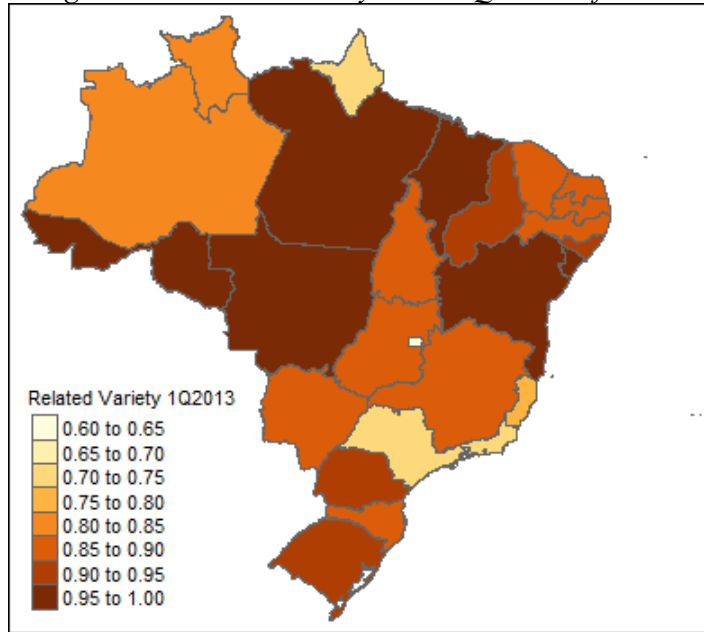 Related Variety 1Q2013
0.60 to 0.65
0.65 to 0.70
0.70 to 0.75
0.75 to 0.80
0.80 to 0.85
0.85 to 0.90
0.90 to 0.95
0.95 to 1.00